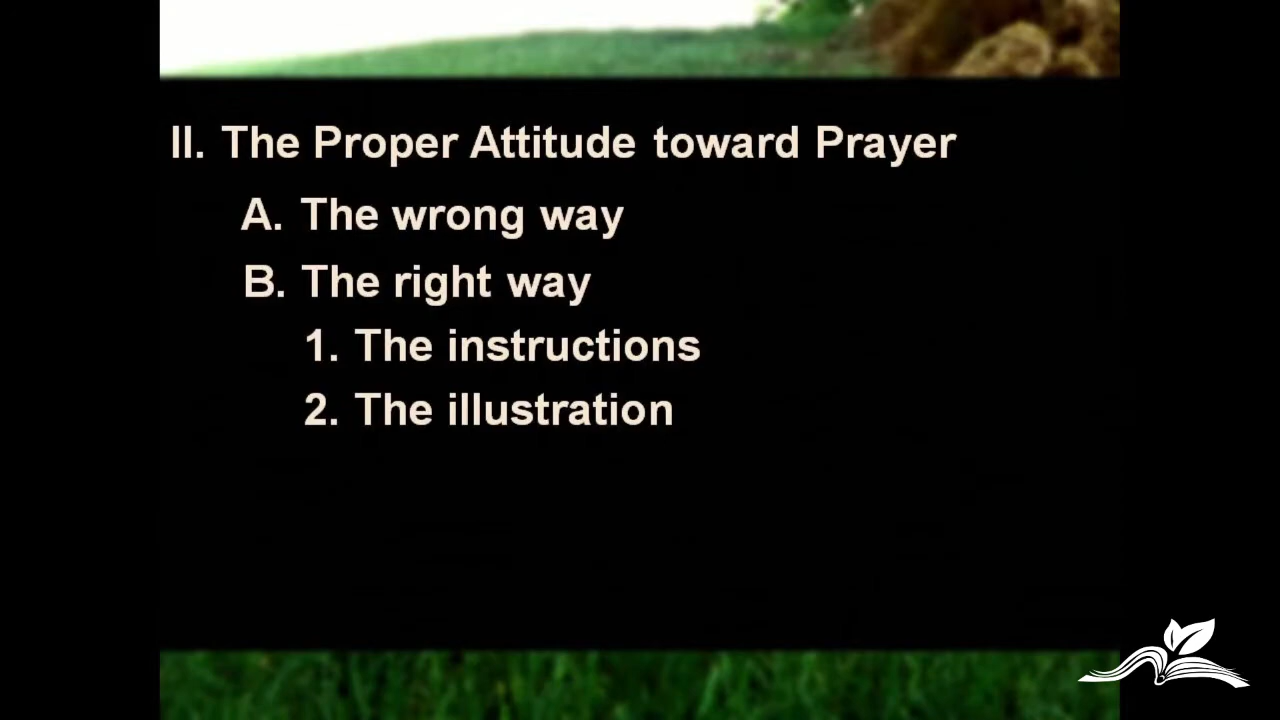 II. The Proper Attitude toward Prayer
A. The wrong way
B. The right way
1. The instructions
2. The illustration